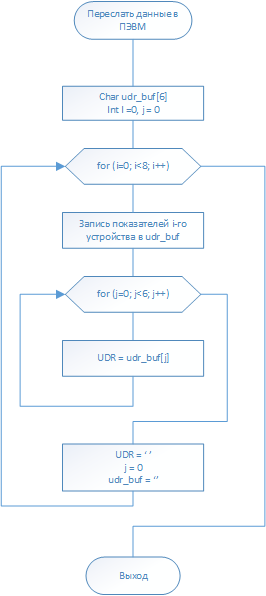 Переслать данные в
ПЭВМ
Char udr_buf[6]
Int I =0, j = 0
for (i=0; i<8; i++)
Запись показателей i-го
устройства в udr_buf
for (j=0; j<6; j++)
UDR = udr_buf[j]
UDR = ‘ ’
j = 0
udr_buf = ‘’
Выход